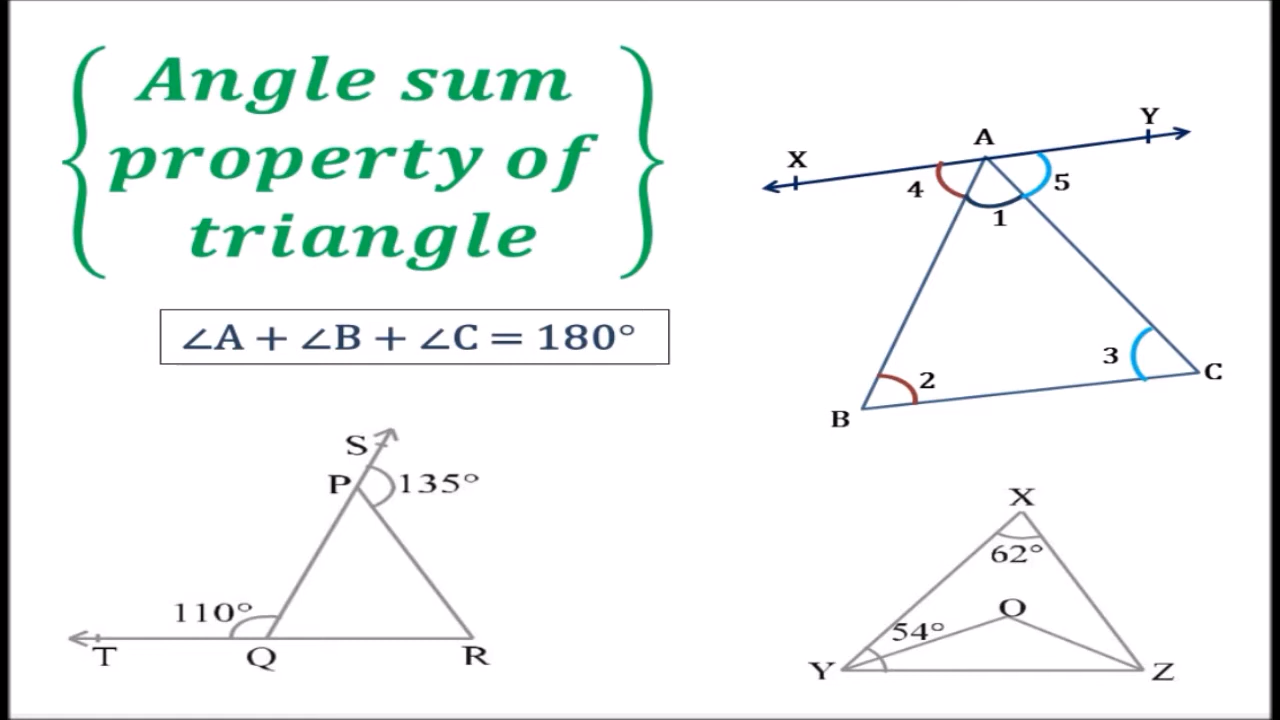 Angle sum
property of
triangle
∠A + ∠B + ∠C = 180°
X
A
Y
4
1
5
2
3
B
C
S
P
135°
110°
T
Q
R
X
62°
O
54°
Y
Z